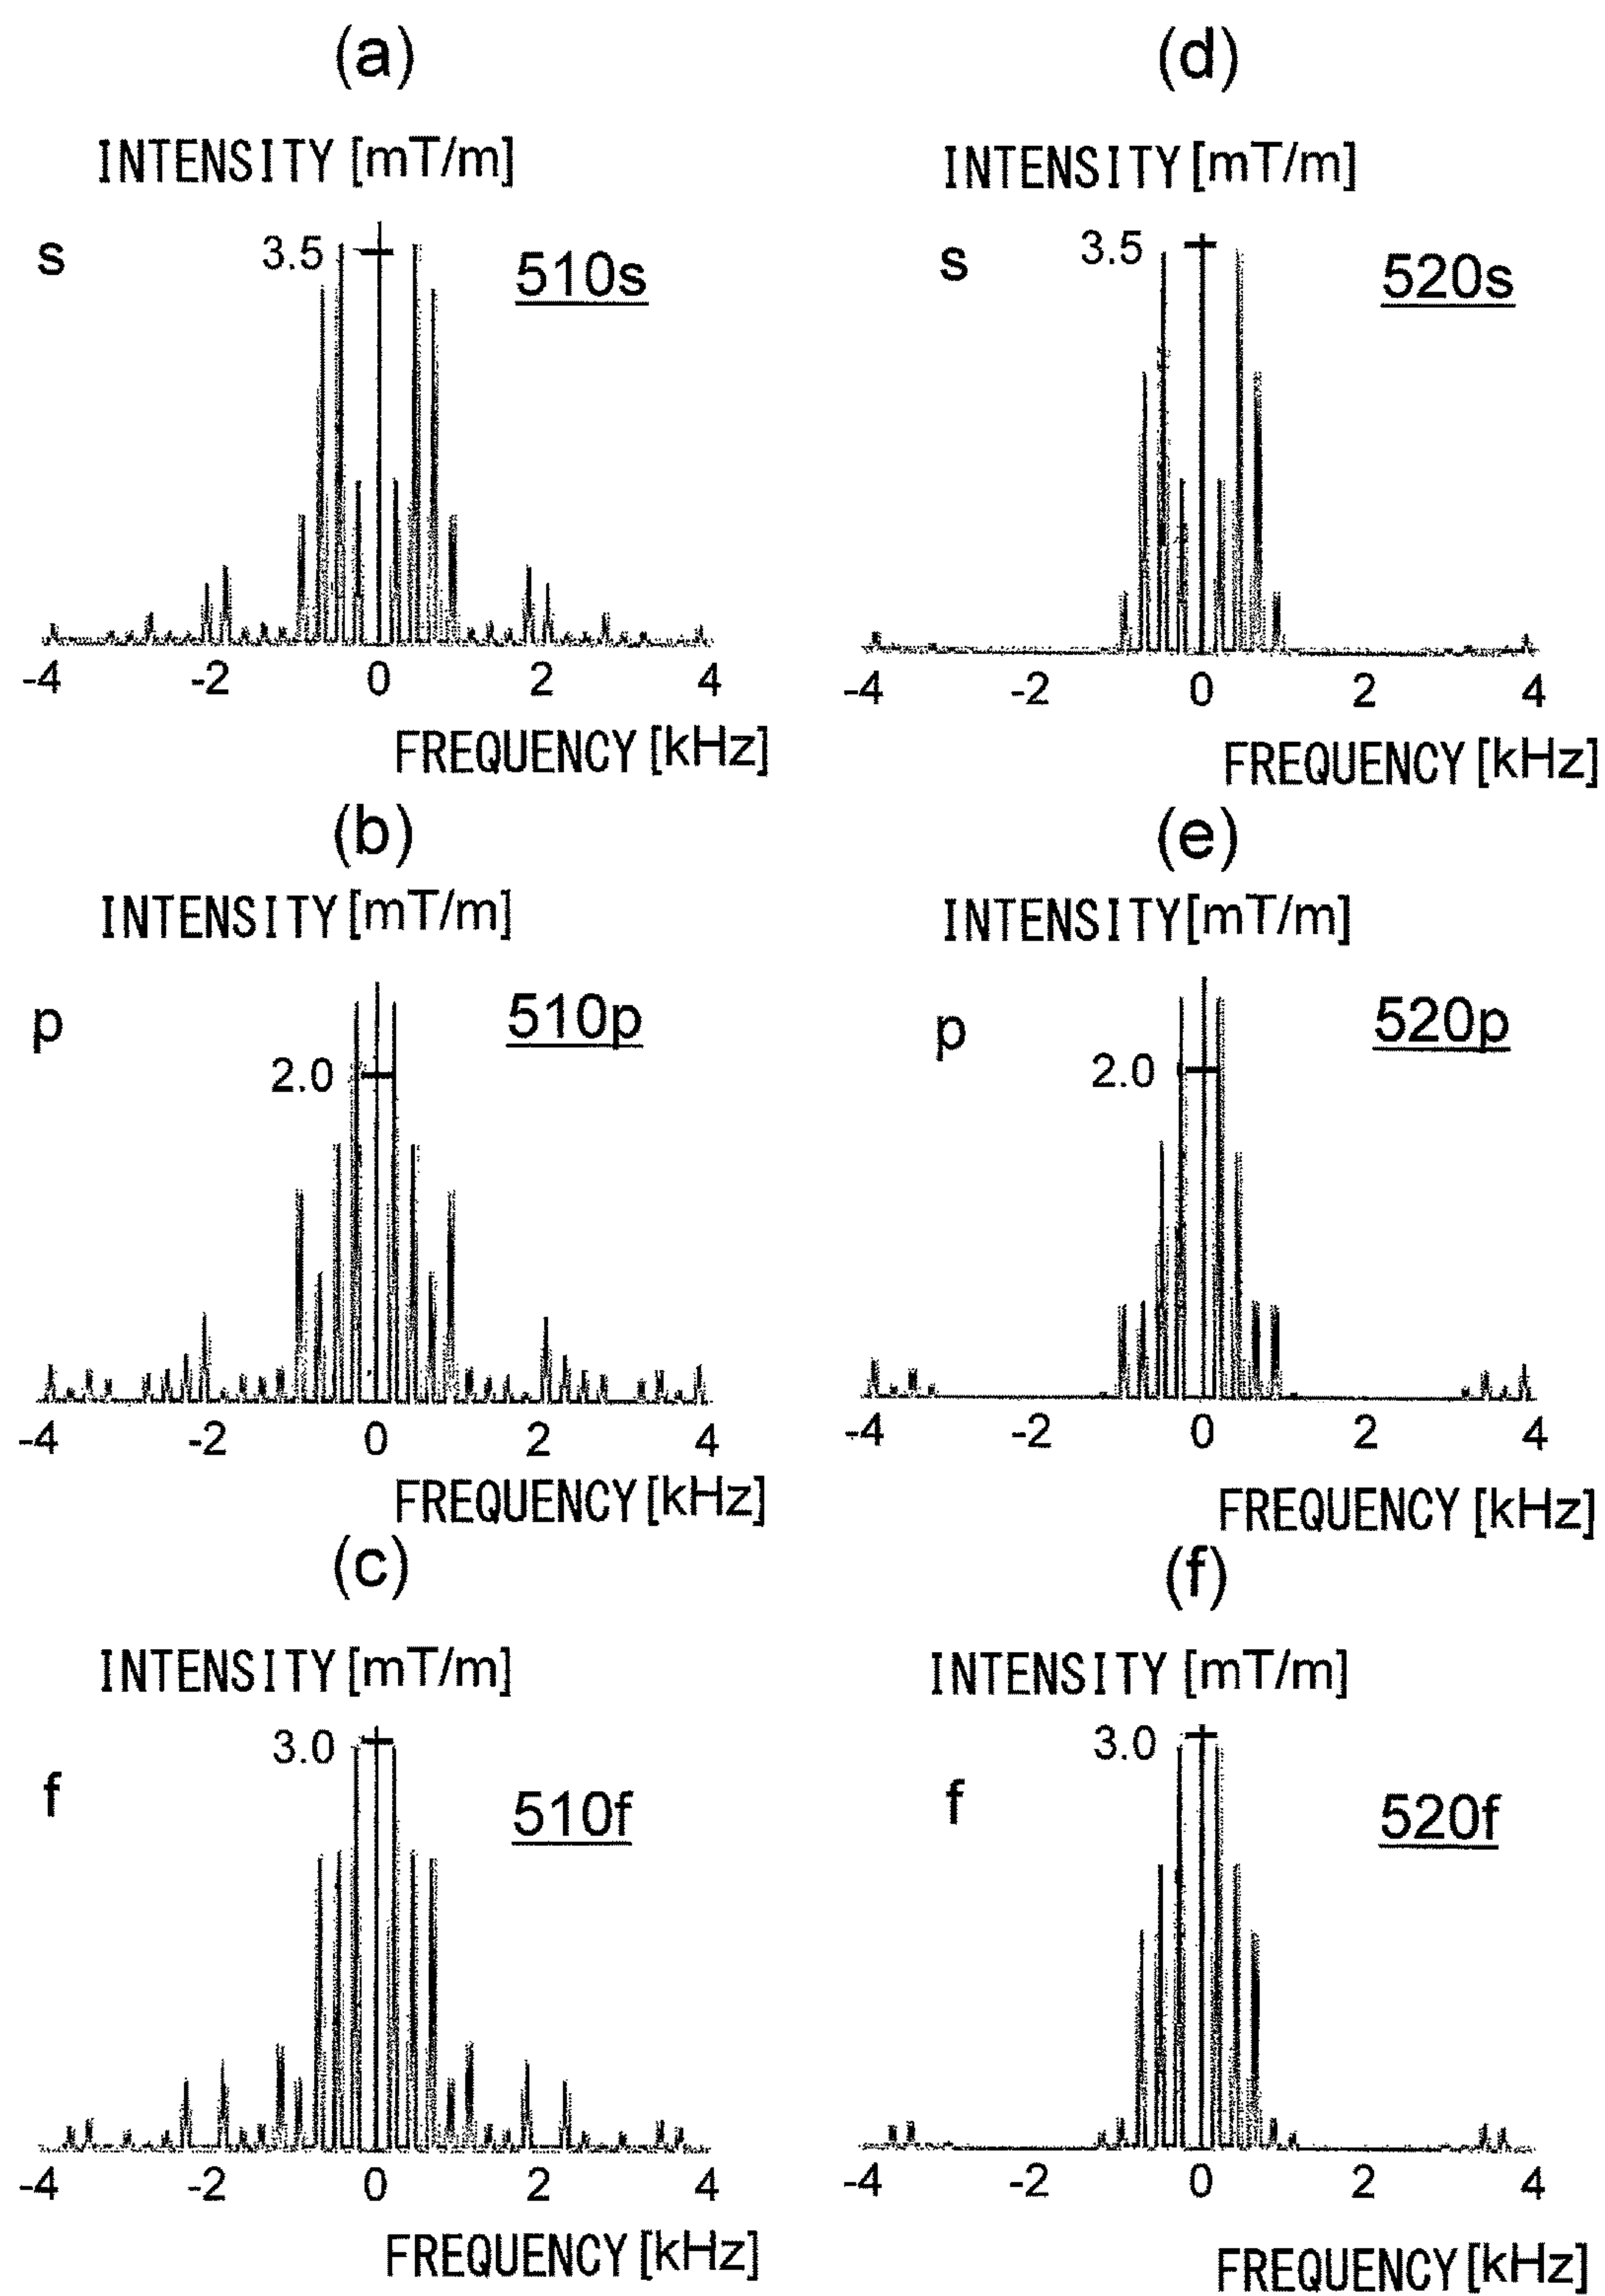 (a)
INTENSITY [mT/m]
s
3.5
510s
-4 -2 0 2 4
FREQUENCY [kHz]
(d)
INTENSITY [mT/m]
s
3.5
520s
-4 -2 0 2 4
FREQUENCY [kHz]
(b)
INTENSITY [mT/m]
p
2.0
510p
-4 -2 0 2 4
FREQUENCY [kHz]
(e)
INTENSITY [mT/m]
p
2.0
520p
-4 -2 0 2 4
FREQUENCY [kHz]
(c)
INTENSITY [mT/m]
f
3.0
510f
-4 -2 0 2 4
FREQUENCY [kHz]
(f)
INTENSITY [mT/m]
f
3.0
520f
-4 -2 0 2 4
FREQUENCY [kHz]